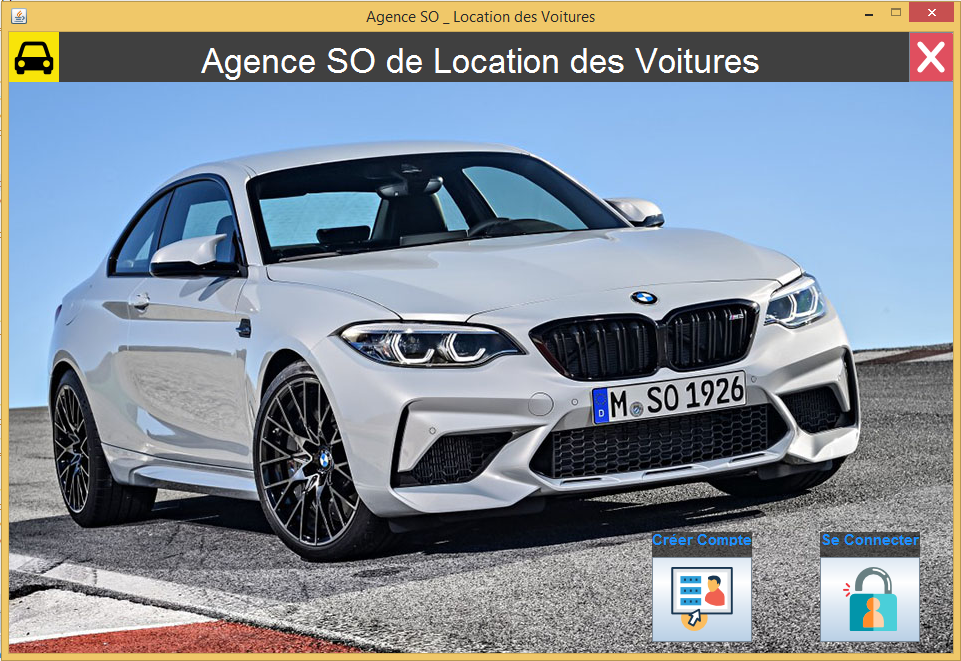 Agence SO _ Location des Voitures
Agence SO de Location des Voitures
D M SO 1926
Créer Compte
Se Connecter